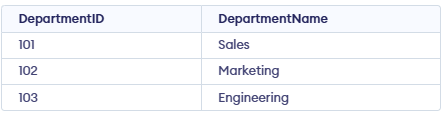 DepartmentID DepartmentName
101 Sales
102 Marketing
103 Engineering